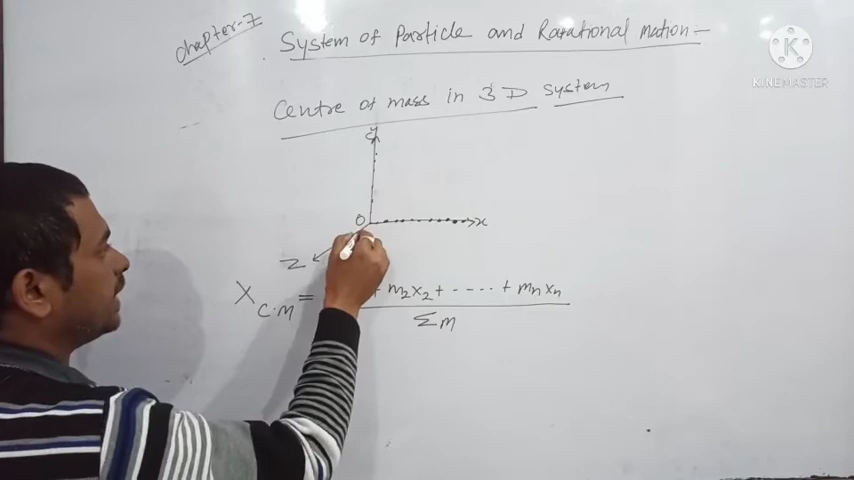 chapter-7
System of Particle and Rotational Motion-
Centre of mass in 3D system
y
O
x
Z
X C.M = + m2x2 + ---- + mnxn
ΣM
K
KINEMASTER